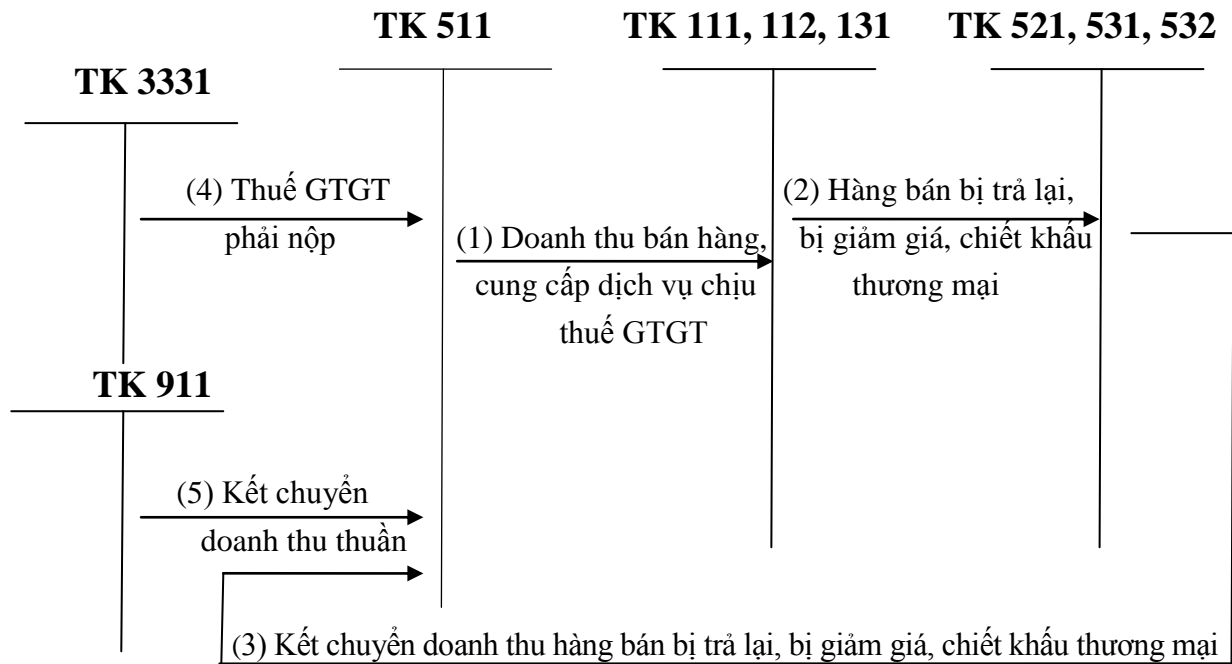 TK 511
TK 111, 112, 131
TK 521, 531, 532
TK 3331
(4) Thuế GTGT
phải nộp
(1) Doanh thu bán hàng,
cung cấp dịch vụ chịu
thuế GTGT
(2) Hàng bán bị trả lại,
bị giảm giá, chiết khấu
thương mại
TK 911
(5) Kết chuyển
doanh thu thuần
(3) Kết chuyển doanh thu hàng bán bị trả lại, bị giảm giá, chiết khấu thương mại